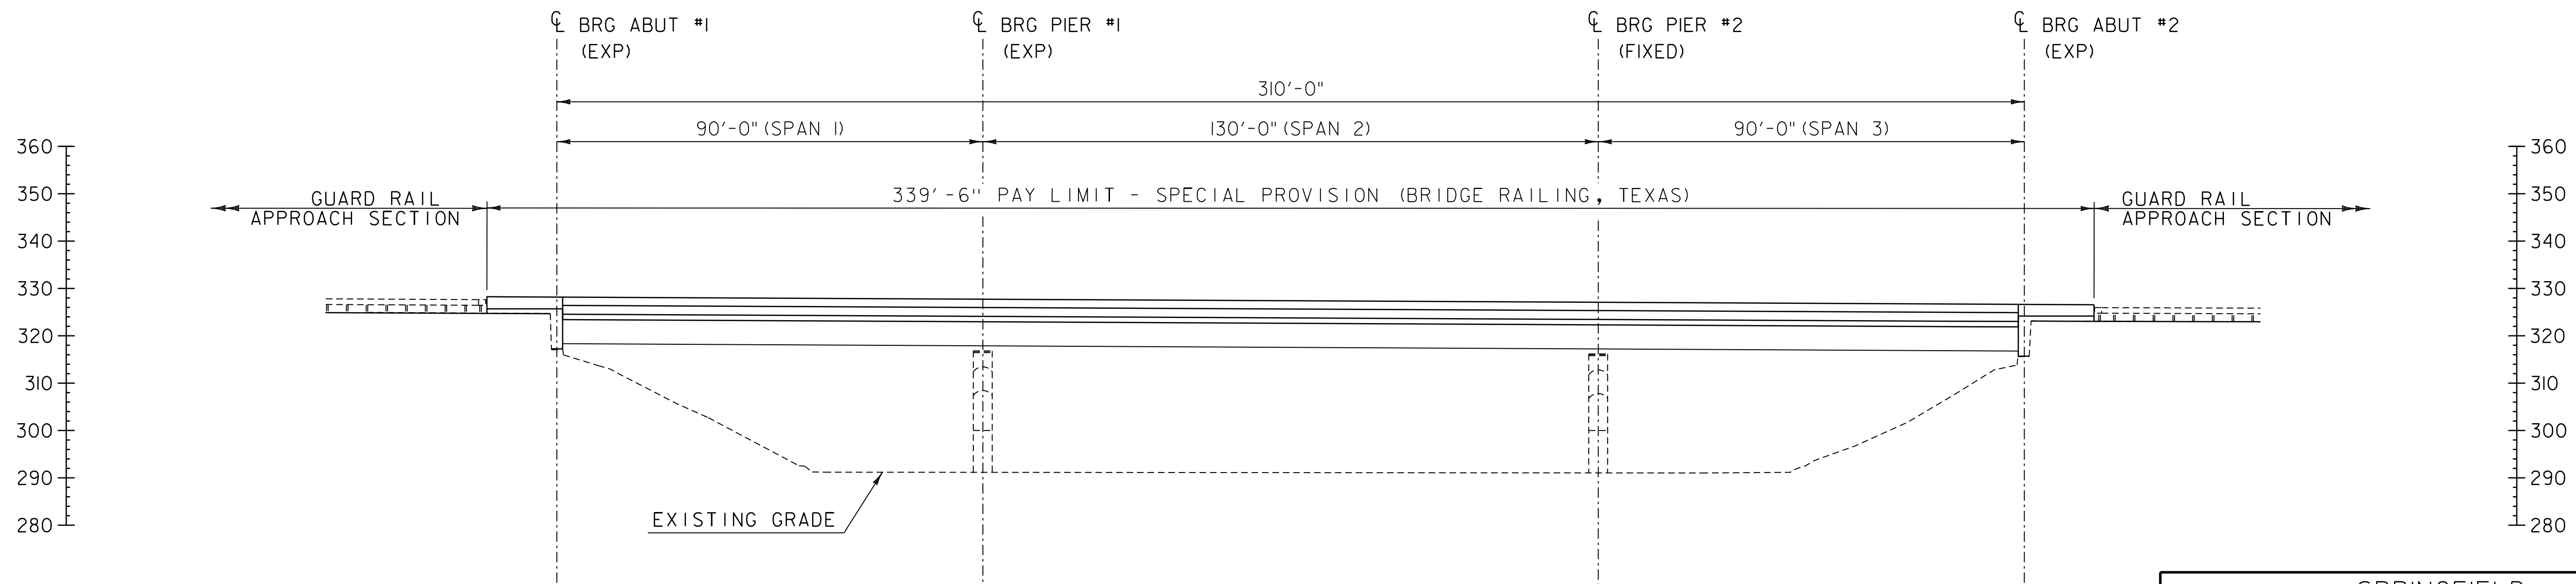 ℄ BRG ABUT #1
(EXP)
℄ BRG PIER #1
(EXP)
℄ BRG PIER #2
(FIXED)
℄ BRG ABUT #2
(EXP)
310'-0"
90'-0" (SPAN 1)
130'-0" (SPAN 2)
90'-0" (SPAN 3)
339'-6" PAY LIMIT - SPECIAL PROVISION (BRIDGE RAILING, TEXAS)
GUARD RAIL
APPROACH SECTION
GUARD RAIL
APPROACH SECTION
360
350
340
330
320
310
300
290
280
360
350
340
330
320
310
300
290
280
EXISTING GRADE